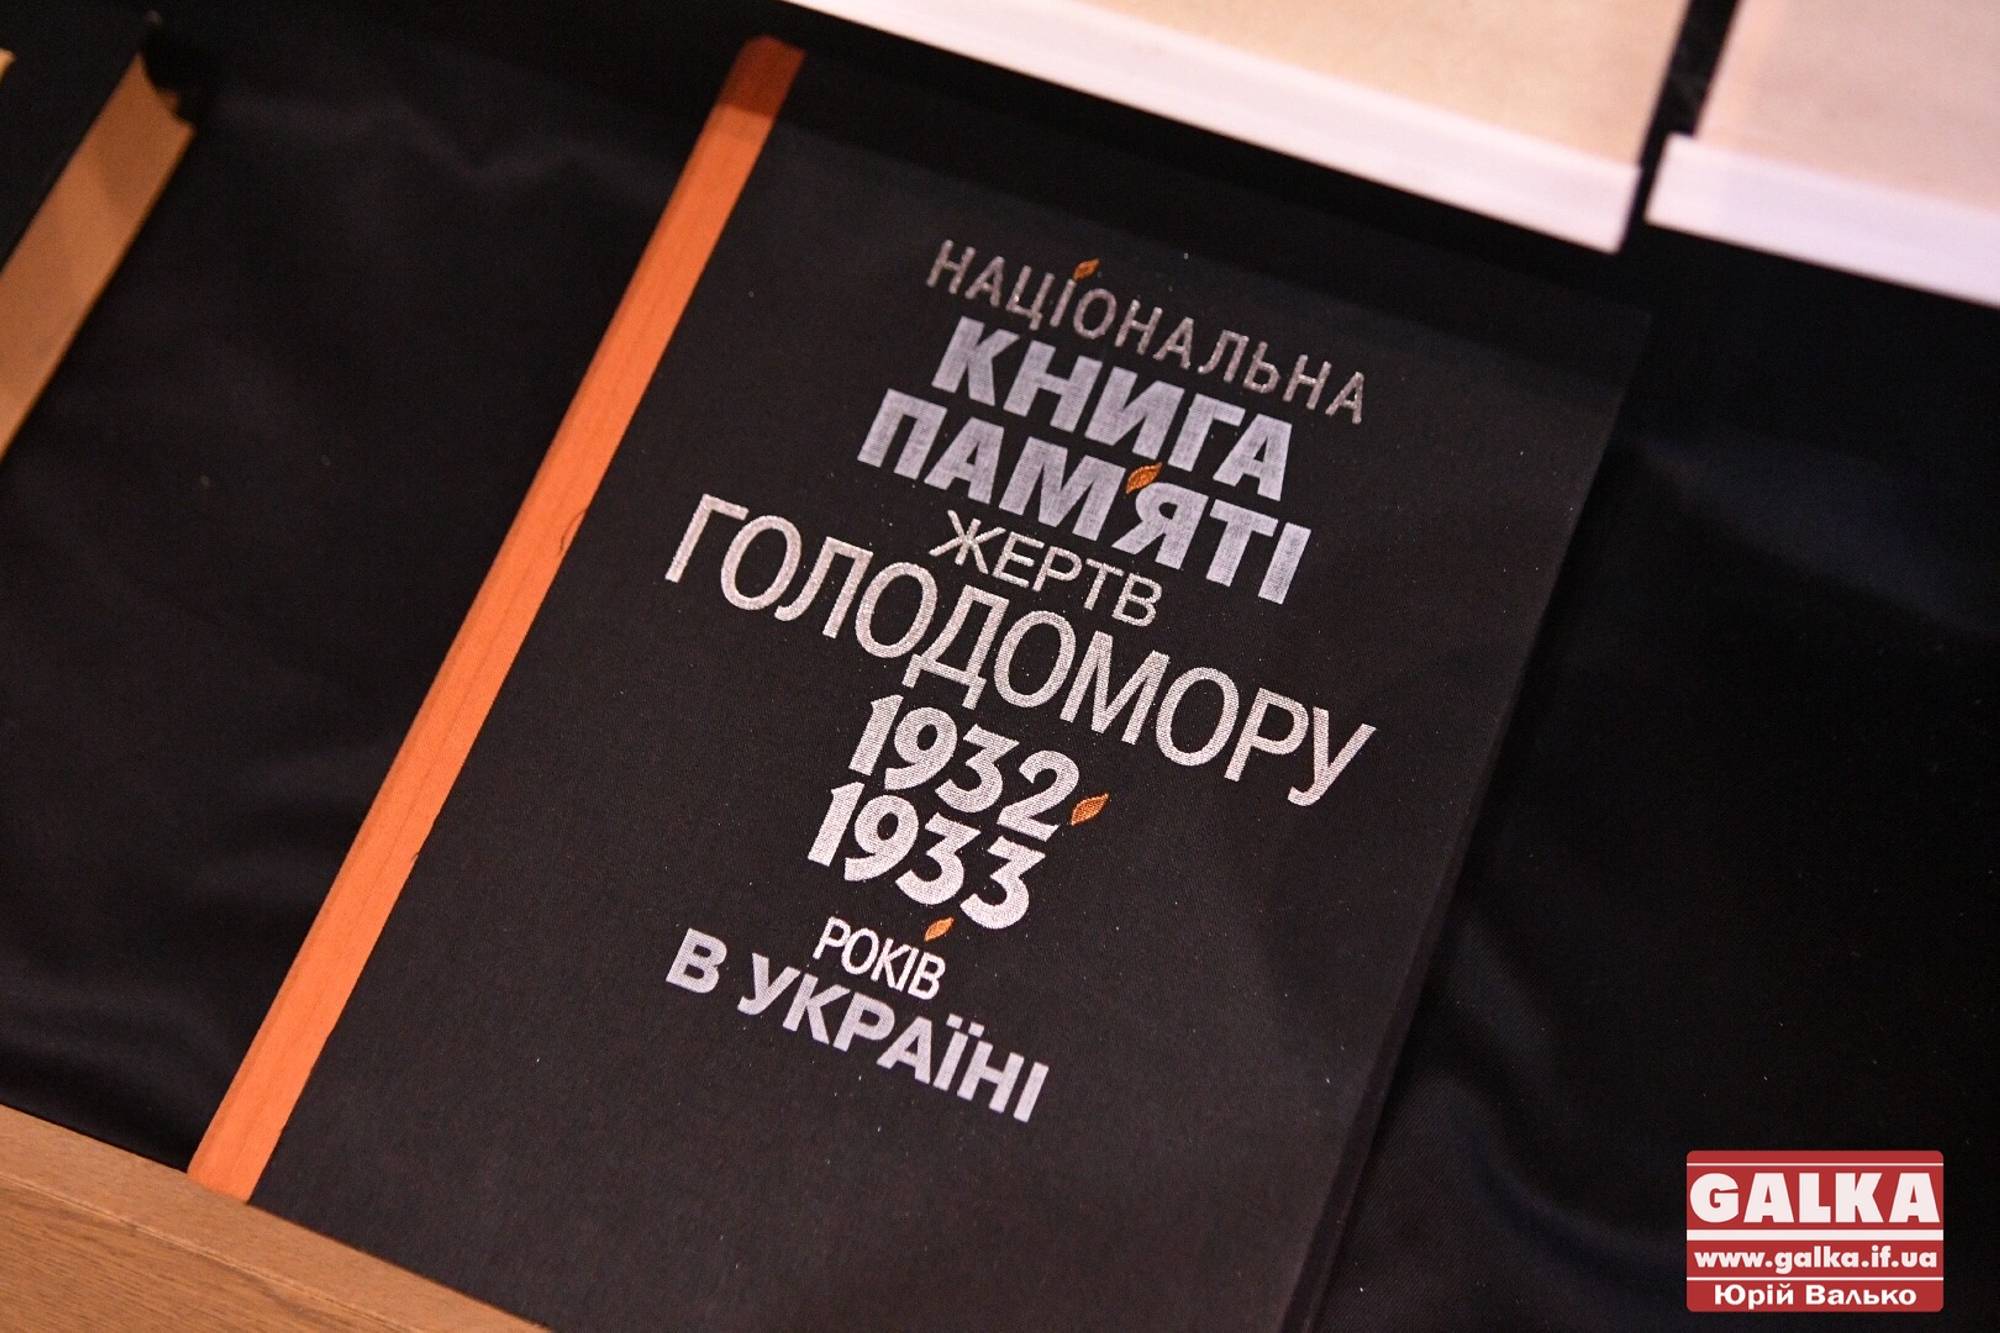 НАЦІОНАЛЬНА
КНИГА
ПАМ'ЯТІ
ЖЕРТВ
ГОЛОДОМОРУ
1932
1933
РОКІВ
В УКРАЇНІ
GALKA
www.galka.if.ua
Юрій Валько